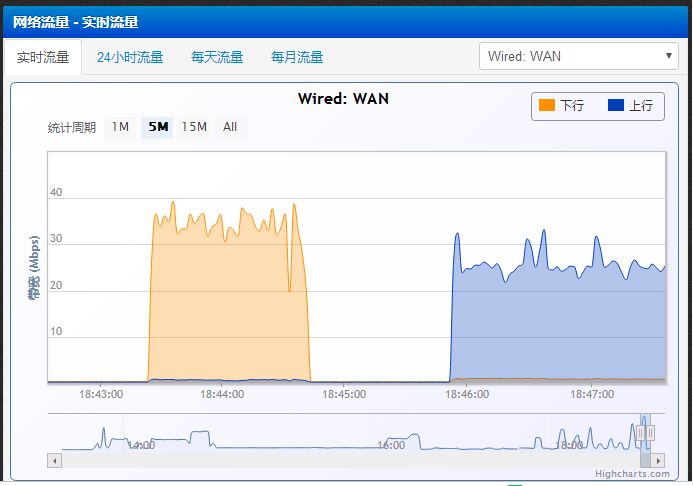 网络流量 - 实时流量
实时流量 24小时流量 每天流量 每月流量 Wired: WAN
Wired: WAN
下行 上行
统计周期 1M 5M 15M All
40
30
20
10
(Mbps)
18:43:00 18:44:00 18:45:00 18:46:00 18:47:00
14:00 16:00 18:00
Highcharts.com